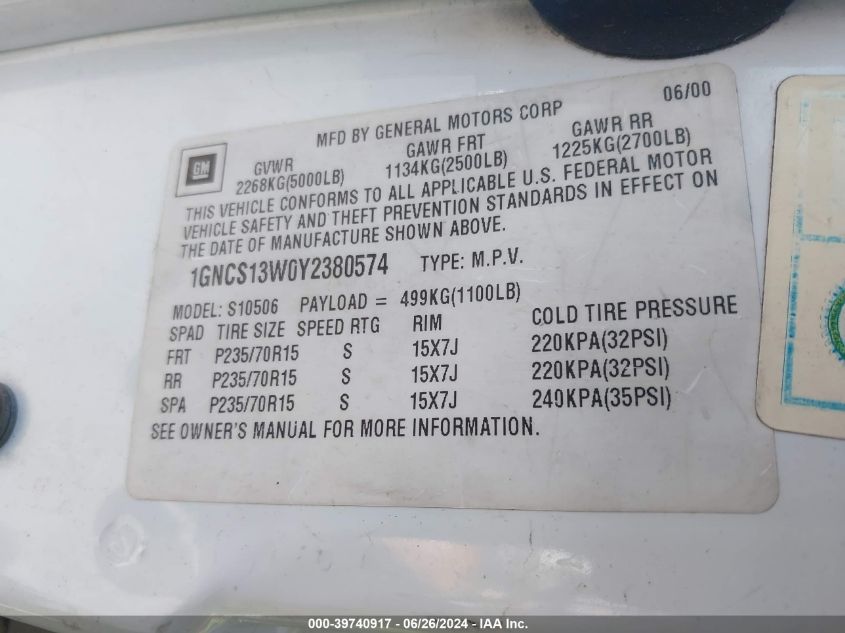 06/00
MFD BY GENERAL MOTORS CORP
GM
GVWR GAWR FRT GAWR RR
2268KG(5000LB) 1134KG(2500LB) 1225KG(2700LB)
THIS VEHICLE CONFORMS TO ALL APPLICABLE U.S. FEDERAL MOTOR
VEHICLE SAFETY AND THEFT PREVENTION STANDARDS IN EFFECT ON
THE DATE OF MANUFACTURE SHOWN ABOVE.
1GNCS13W0Y2380574 TYPE: M.P.V.
MODEL: S10506 PAYLOAD = 499KG(1100LB)
SPAD TIRE SIZE SPEED RTG RIM COLD TIRE PRESSURE
FRT P235/70R15 S 15X7J 220KPA(32PSI)
RR P235/70R15 S 15X7J 220KPA(32PSI)
SPA P235/70R15 S 15X7J 240KPA(35PSI)
SEE OWNER'S MANUAL FOR MORE INFORMATION.
000-39740917 - 06/26/2024 - IAA Inc.